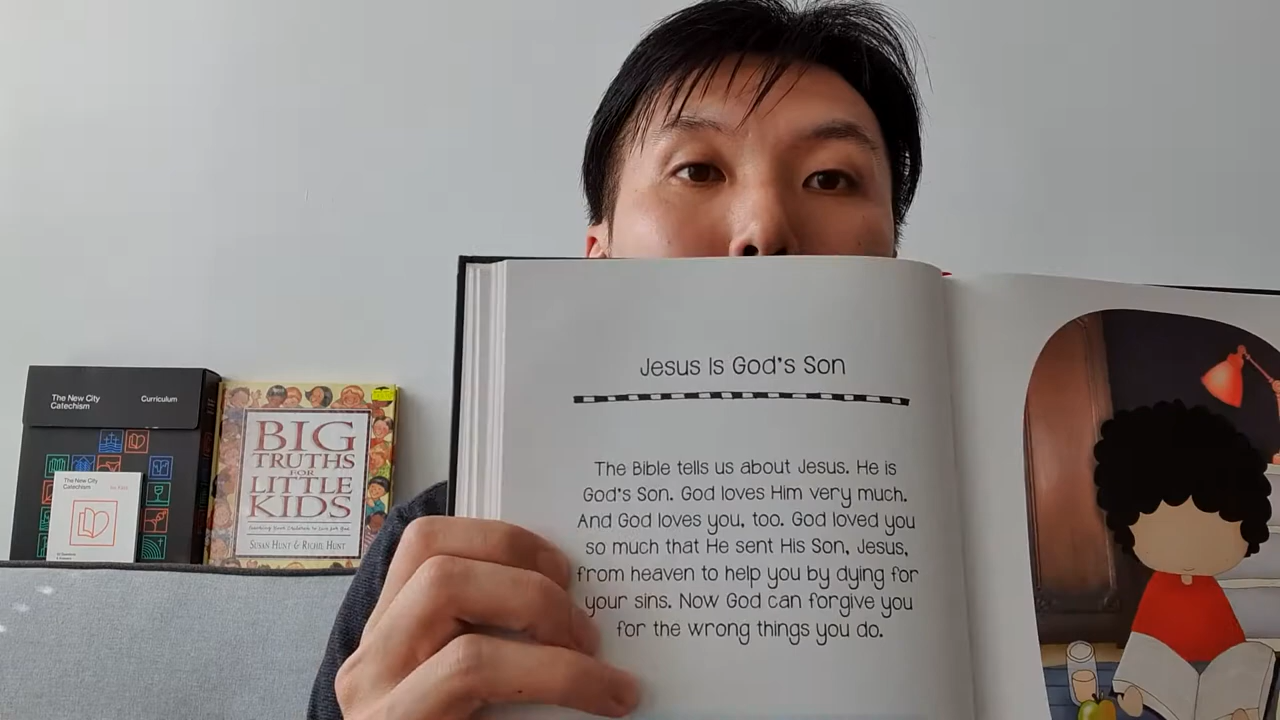 Jesus Is God's Son
The Bible tells us about Jesus. He is
God's Son. God loves Him very much.
And God loves you, too. God loved you
so much that He sent His Son, Jesus,
from heaven to help you by dying for
your sins. Now God can forgive you
for the wrong things you do.
The New City
Catechism
Curriculum
The New City
Catechism
BIG
TRUTHS
FOR
LITTLE
KIDS
SUSAN HUNT & RICHIE HUNT